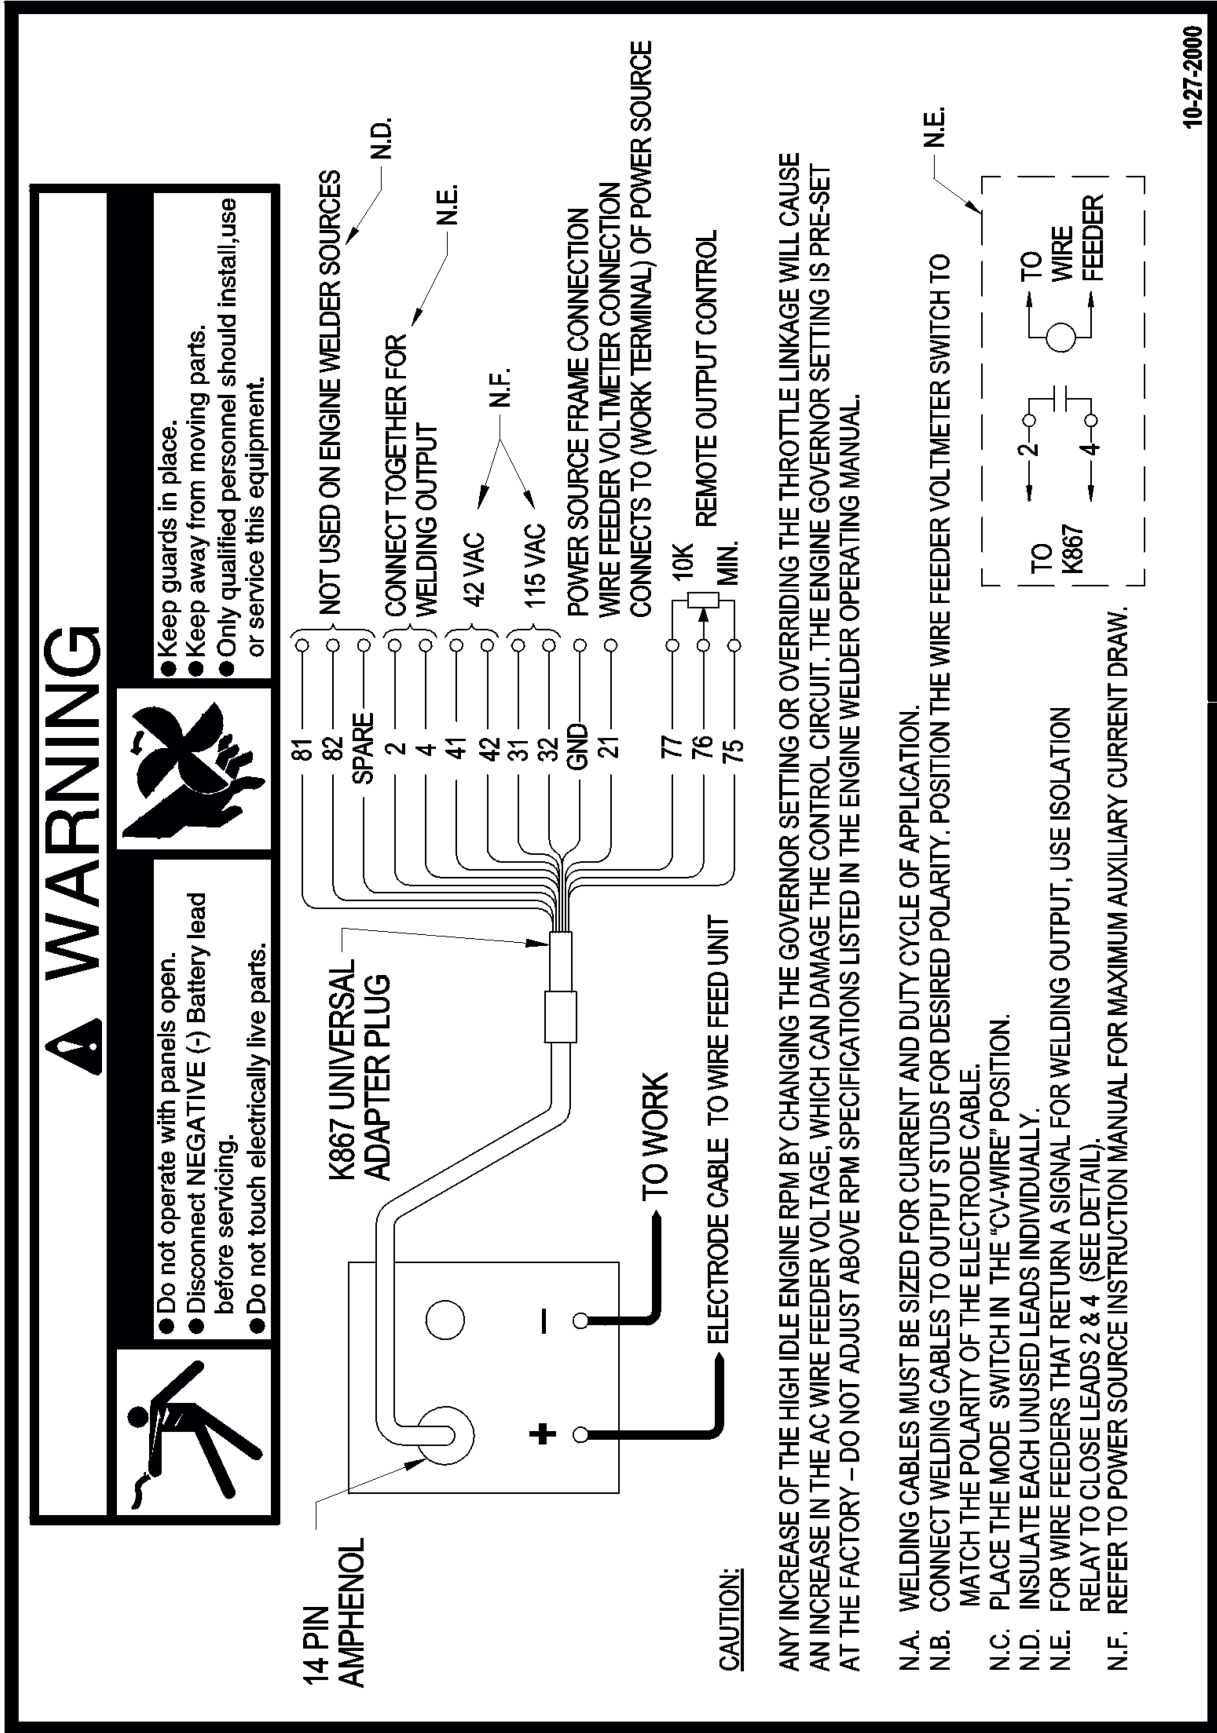 WARNING
● Do not operate with panels open.
● Disconnect NEGATIVE (-) Battery lead
before servicing.
● Do not touch electrically live parts.
● Keep guards in place.
● Keep away from moving parts.
● Only qualified personnel should install,use
or service this equipment.
14 PIN
AMPHENOL
K867 UNIVERSAL
ADAPTER PLUG
+
–
TO WORK
ELECTRODE CABLE TO WIRE FEED UNIT
81
82
SPARE
2
4
41
42
31
32
GND
21
77
76
75
NOT USED ON ENGINE WELDER SOURCES
N.D.
CONNECT TOGETHER FOR
WELDING OUTPUT
N.E.
42 VAC
115 VAC
N.F.
POWER SOURCE FRAME CONNECTION
WIRE FEEDER VOLTMETER CONNECTION
CONNECTS TO (WORK TERMINAL) OF POWER SOURCE
10K
MIN.
REMOTE OUTPUT CONTROL
CAUTION:
ANY INCREASE OF THE HIGH IDLE ENGINE RPM BY CHANGING THE GOVERNOR SETTING OR OVERRIDING THE THROTTLE LINKAGE WILL CAUSE
AN INCREASE IN THE AC WIRE FEEDER VOLTAGE, WHICH CAN DAMAGE THE CONTROL CIRCUIT. THE ENGINE GOVERNOR SETTING IS PRE-SET
AT THE FACTORY – DO NOT ADJUST ABOVE RPM SPECIFICATIONS LISTED IN THE ENGINE WELDER OPERATING MANUAL.
N.A. WELDING CABLES MUST BE SIZED FOR CURRENT AND DUTY CYCLE OF APPLICATION.
N.B. CONNECT WELDING CABLES TO OUTPUT STUDS FOR DESIRED POLARITY. POSITION THE WIRE FEEDER VOLTMETER SWITCH TO
MATCH THE POLARITY OF THE ELECTRODE CABLE.
N.C. PLACE THE MODE SWITCH IN THE "CV-WIRE" POSITION.
N.D. INSULATE EACH UNUSED LEADS INDIVIDUALLY.
N.E. FOR WIRE FEEDERS THAT RETURN A SIGNAL FOR WELDING OUTPUT, USE ISOLATION
RELAY TO CLOSE LEADS 2 & 4 (SEE DETAIL).
N.F. REFER TO POWER SOURCE INSTRUCTION MANUAL FOR MAXIMUM AUXILIARY CURRENT DRAW.
N.E.
TO
K867
2
4
TO
WIRE
FEEDER
10-27-2000